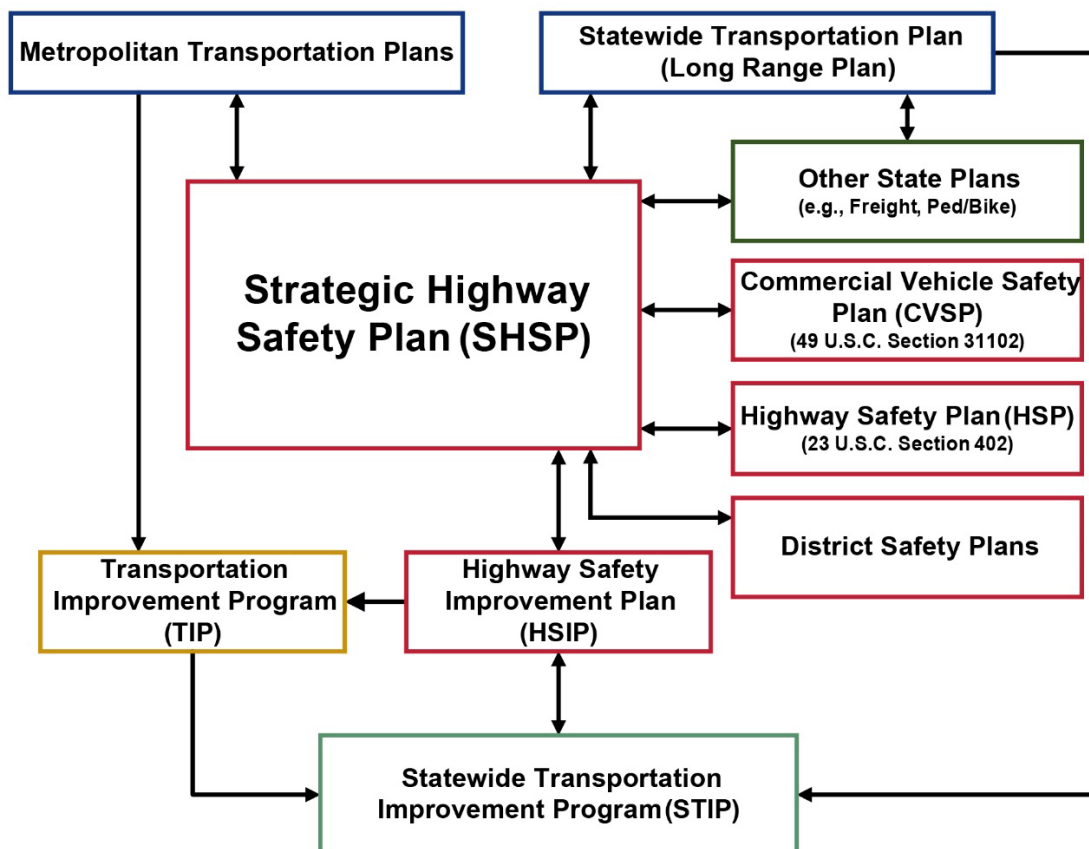 Metropolitan Transportation Plans
Statewide Transportation Plan
(Long Range Plan)
Other State Plans
(e.g., Freight, Ped/Bike)
Strategic Highway
Safety Plan (SHSP)
Commercial Vehicle Safety
Plan (CVSP)
(49 U.S.C. Section 31102)
Highway Safety Plan (HSP)
(23 U.S.C. Section 402)
District Safety Plans
Transportation
Improvement Program
(TIP)
Highway Safety
Improvement Plan
(HSIP)
Statewide Transportation
Improvement Program (STIP)